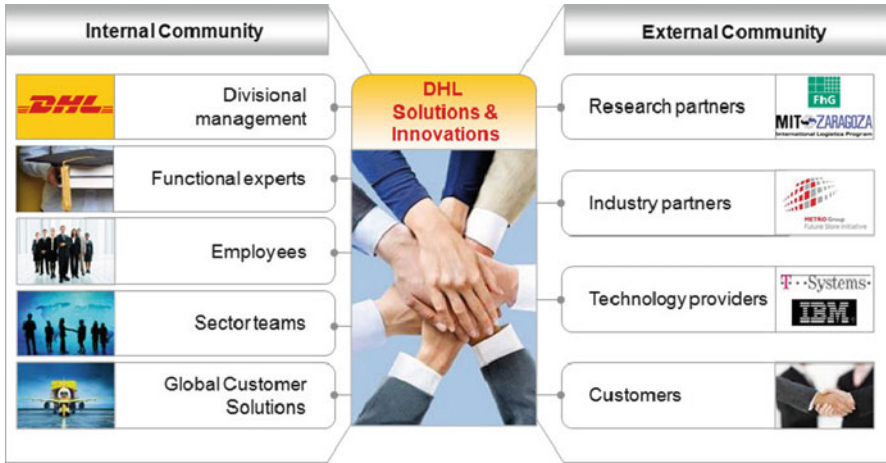 Internal Community
External Community
DHL
Divisional
management
Functional experts
Employees
Sector teams
Global Customer
Solutions
DHL
Solutions &
Innovations
Research partners
FhG
MIT ZARAGOZA
International Logistics Program
Industry partners
METRO Group
Future Store Initiative
Technology providers
T··Systems·
IBM
Customers